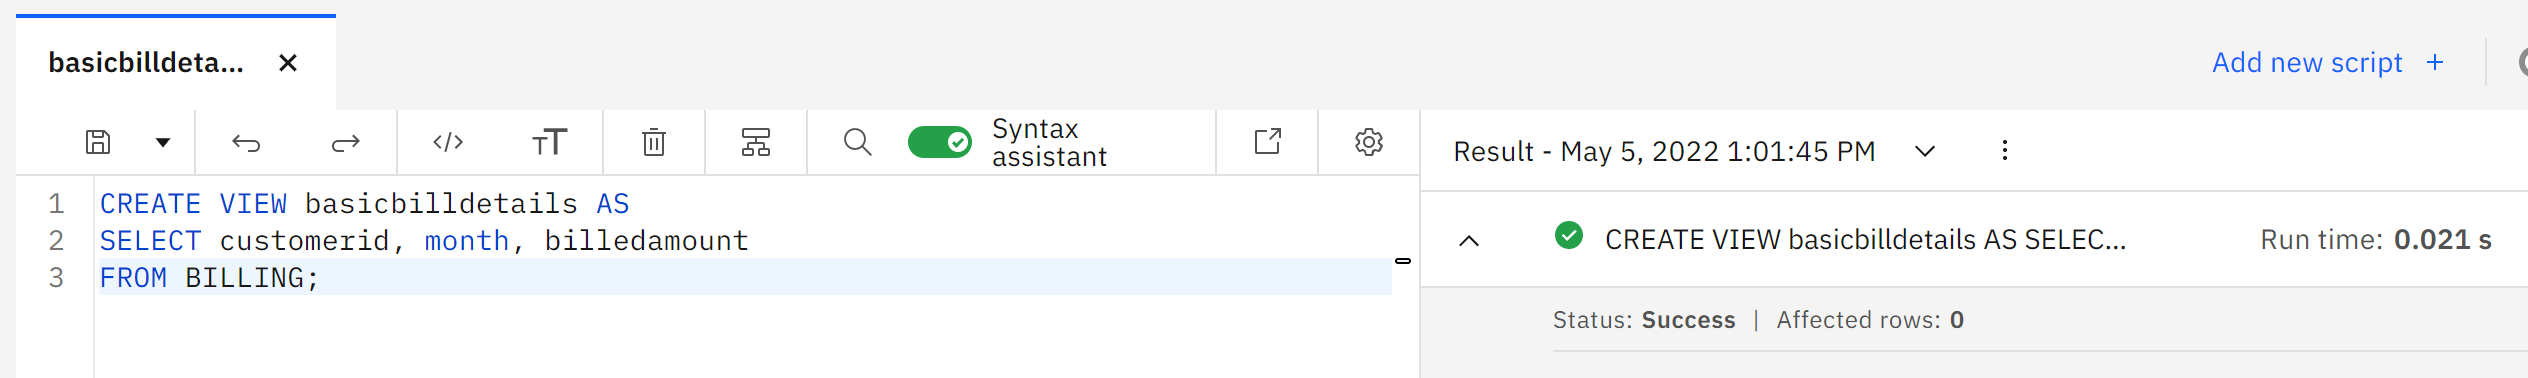 basicbilldeta...
Add new script +
Syntax
assistant
Result - May 5, 2022 1:01:45 PM
1 CREATE VIEW basicbilldetails AS
2 SELECT customerid, month, billedamount
3 FROM BILLING;
CREATE VIEW basicbilldetails AS SELEC...
Run time: 0.021 s
Status: Success | Affected rows: 0